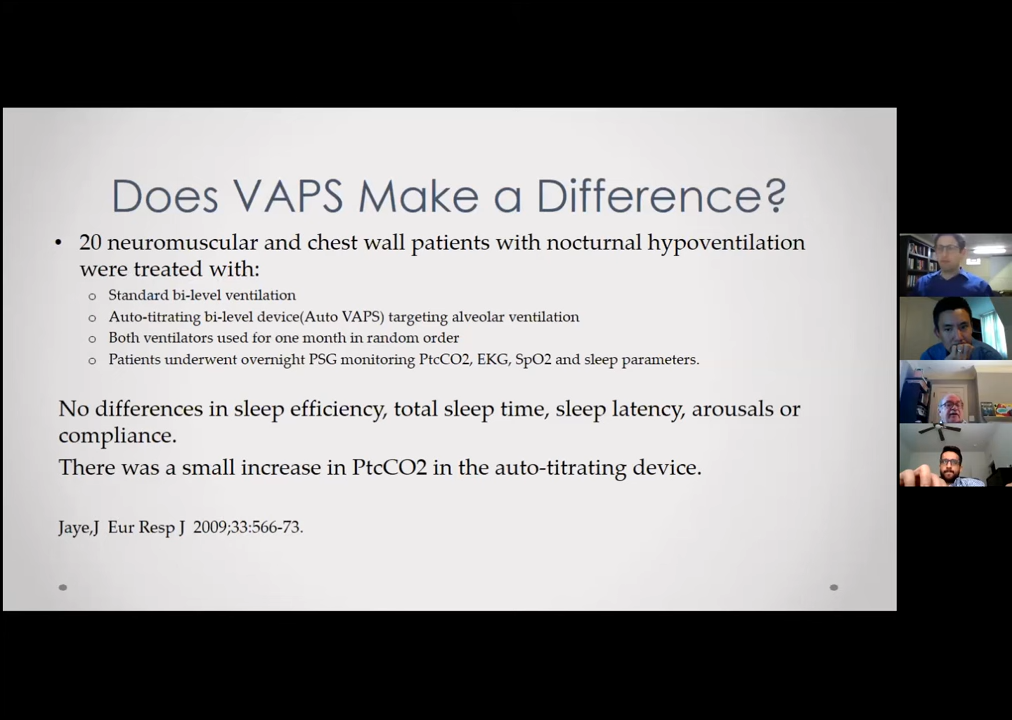 Does VAPS Make a Difference?
• 20 neuromuscular and chest wall patients with nocturnal hypoventilation
were treated with:
o Standard bi-level ventilation
o Auto-titrating bi-level device(Auto VAPS) targeting alveolar ventilation
o Both ventilators used for one month in random order
o Patients underwent overnight PSG monitoring PtcCO2, EKG, SpO2 and sleep parameters.
No differences in sleep efficiency, total sleep time, sleep latency, arousals or
compliance.
There was a small increase in PtcCO2 in the auto-titrating device.
Jaye,J Eur Resp J 2009;33:566-73.